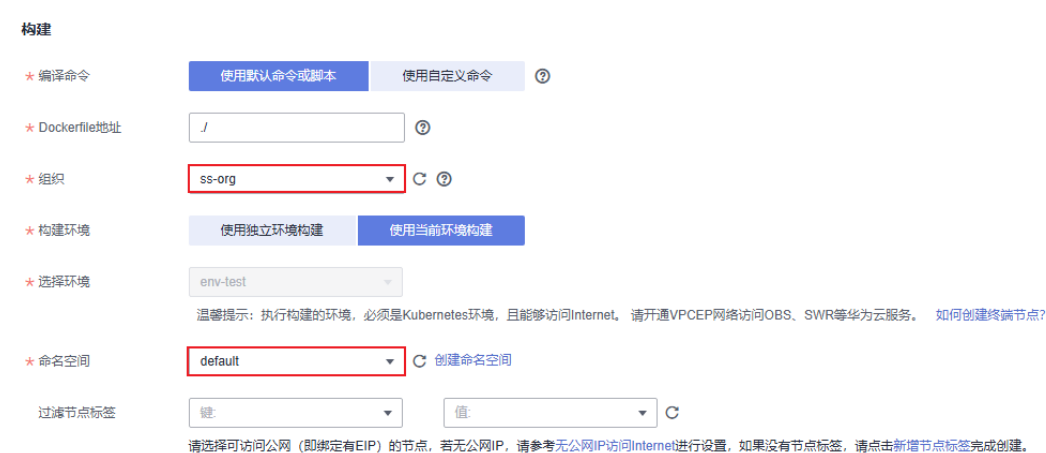 构建
* 编译命令 使用默认命令或脚本 使用自定义命令 ?
* Dockerfile地址 ./ ?
* 组织 ss-org ?
* 构建环境 使用独立环境构建 使用当前环境构建
* 选择环境 env-test
温馨提示：执行构建的环境，必须是Kubernetes环境，且能够访问Internet。 请开通VPCEP网络访问OBS、SWR等华为云服务。 如何创建终端节点?
* 命名空间 default 创建命名空间
过滤节点标签 键: 值:
请选择可访问公网（即绑定有EIP）的节点，若无公网IP，请参考无公网IP访问Internet进行设置，如果没有节点标签，请点击新增节点标签完成创建。